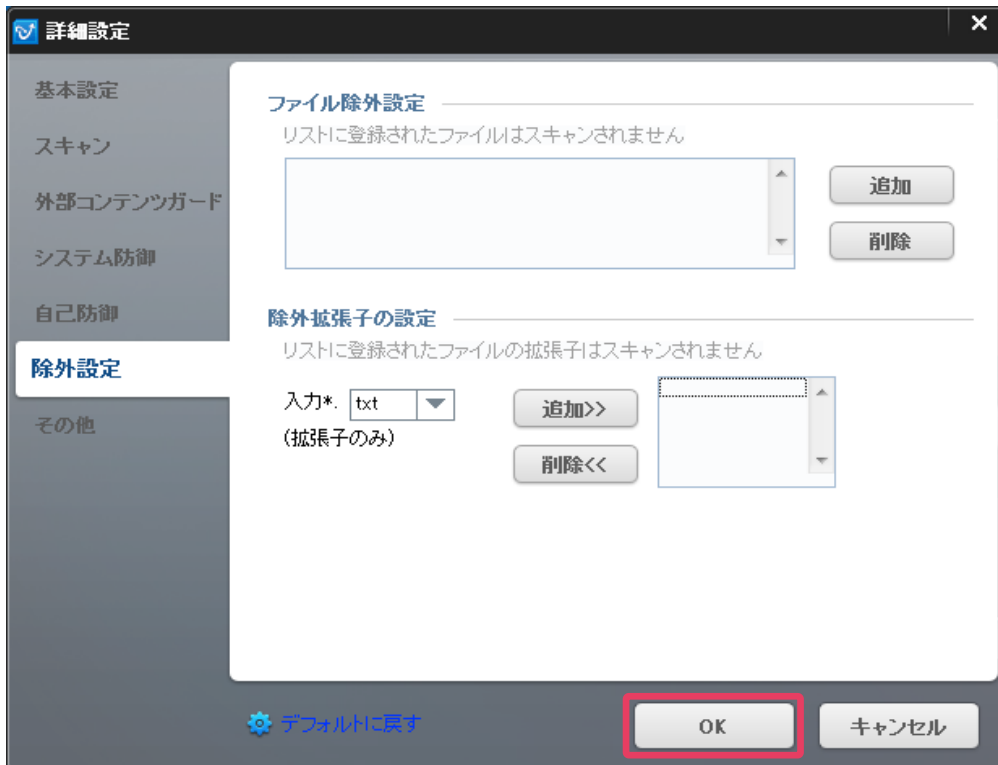 詳細設定
基本設定
スキャン
外部コンテンツガード
システム防御
自己防御
除外設定
その他
ファイル除外設定
リストに登録されたファイルはスキャンされません
追加
削除
除外拡張子の設定
リストに登録されたファイルの拡張子はスキャンされません
入力*. txt
(拡張子のみ)
追加>>
削除<<
デフォルトに戻す
OK
キャンセル